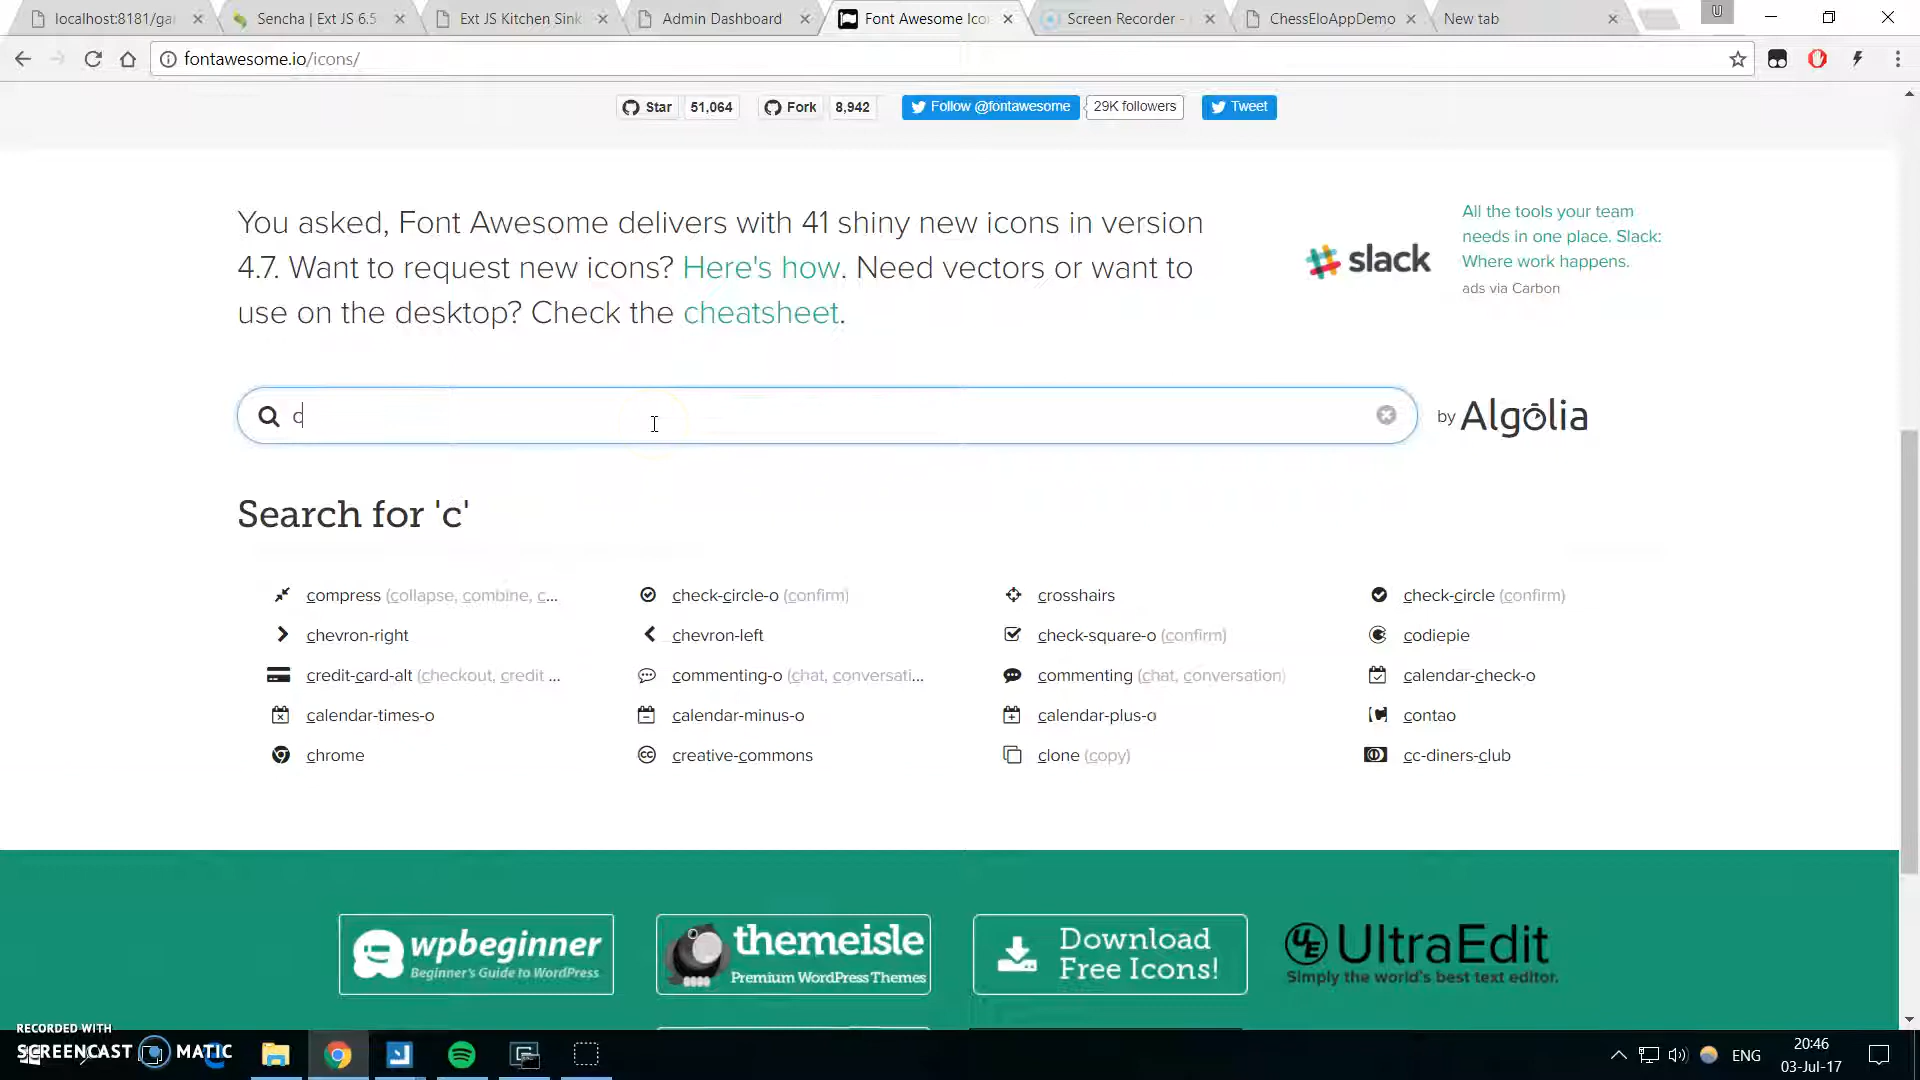 localhost:8181/ga
Sencha | Ext JS 6.5
Ext JS Kitchen Sink
Admin Dashboard
Font Awesome Ico
Screen Recorder -
ChessEloAppDemo
New tab
U
fontawesome.io/icons/
Star 51,064
Fork 8,942
Follow @fontawesome
29K followers
Tweet
You asked, Font Awesome delivers with 41 shiny new icons in version
4.7. Want to request new icons? Here's how. Need vectors or want to
use on the desktop? Check the cheatsheet.
slack
All the tools your team
needs in one place. Slack:
Where work happens.
ads via Carbon
c
by Algolia
Search for 'c'
compress (collapse, combine, c...
check-circle-o (confirm)
crosshairs
check-circle (confirm)
chevron-right
chevron-left
check-square-o (confirm)
codiepie
credit-card-alt (checkout, credit ...
commenting-o (chat, conversati...
commenting (chat, conversation)
calendar-check-o
calendar-times-o
calendar-minus-o
calendar-plus-o
contao
chrome
creative-commons
clone (copy)
cc-diners-club
wpbeginner
Beginner's Guide to WordPress
themeisle
Premium WordPress Themes
Download
Free Icons!
UE UltraEdit
Simply the world's best text editor.
RECORDED WITH
SCREENCAST MATIC
ENG
20:46
03-Jul-17